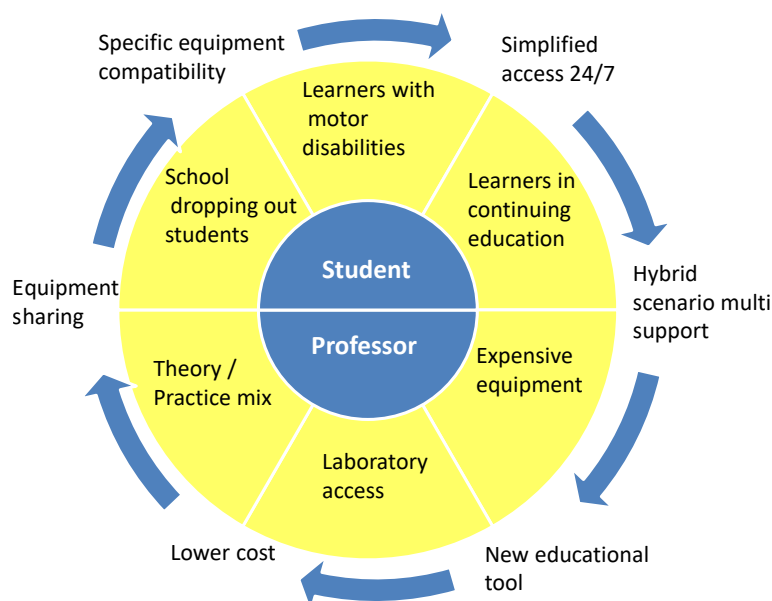 Specific equipment
compatibility
Simplified
access 24/7
Learners with
motor
disabilities
School
dropping out
students
Learners in
continuing
education
Student
Equipment
sharing
Hybrid
scenario multi
support
Professor
Theory /
Practice mix
Expensive
equipment
Laboratory
access
Lower cost
New educational
tool